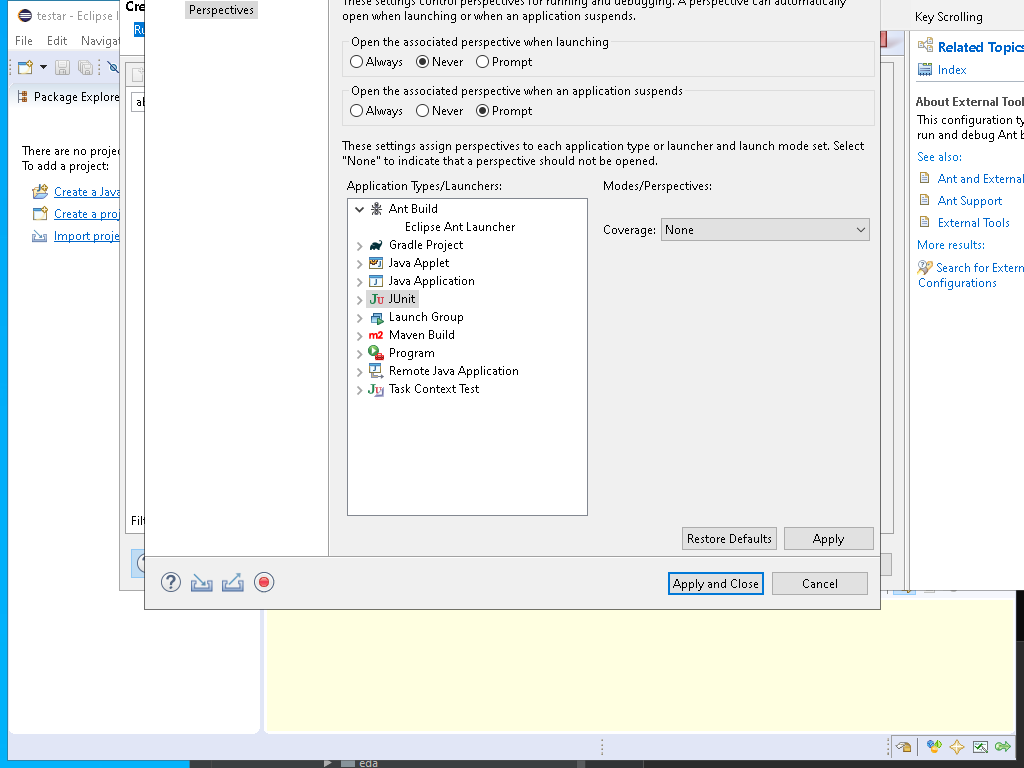 testar - Eclipse I
File Edit Navigat
Package Explore
There are no projec
To add a project:
Create a Java
Create a proj
Import proje
Cre
Perspectives
These settings control perspectives for running and debugging. A perspective can automatically
open when launching or when an application suspends.
Open the associated perspective when launching
Always Never Prompt
Open the associated perspective when an application suspends
Always Never Prompt
These settings assign perspectives to each application type or launcher and launch mode set. Select
"None" to indicate that a perspective should not be opened.
Application Types/Launchers:
Modes/Perspectives:
Ant Build
Eclipse Ant Launcher
Gradle Project
Java Applet
Java Application
JUnit
Launch Group
Maven Build
Program
Remote Java Application
Task Context Test
Coverage: None
Restore Defaults Apply
Apply and Close Cancel
Key Scrolling
Related Topics
Index
About External Tool
This configuration ty
run and debug Ant b
See also:
Ant and External
Ant Support
External Tools
More results:
Search for Extern
Configurations
eda